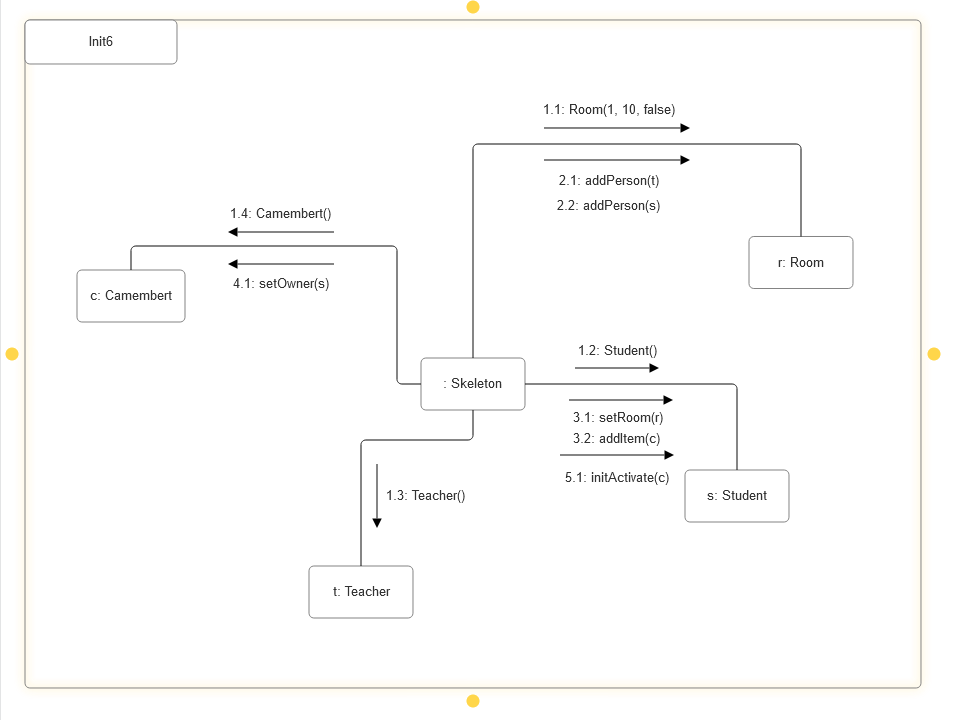 Init6
1.1: Room(1, 10, false)
2.1: addPerson(t)
2.2: addPerson(s)
1.4: Camembert()
4.1: setOwner(s)
r: Room
c: Camembert
1.2: Student()
: Skeleton
3.1: setRoom(r)
3.2: addItem(c)
5.1: initActivate(c)
1.3: Teacher()
s: Student
t: Teacher